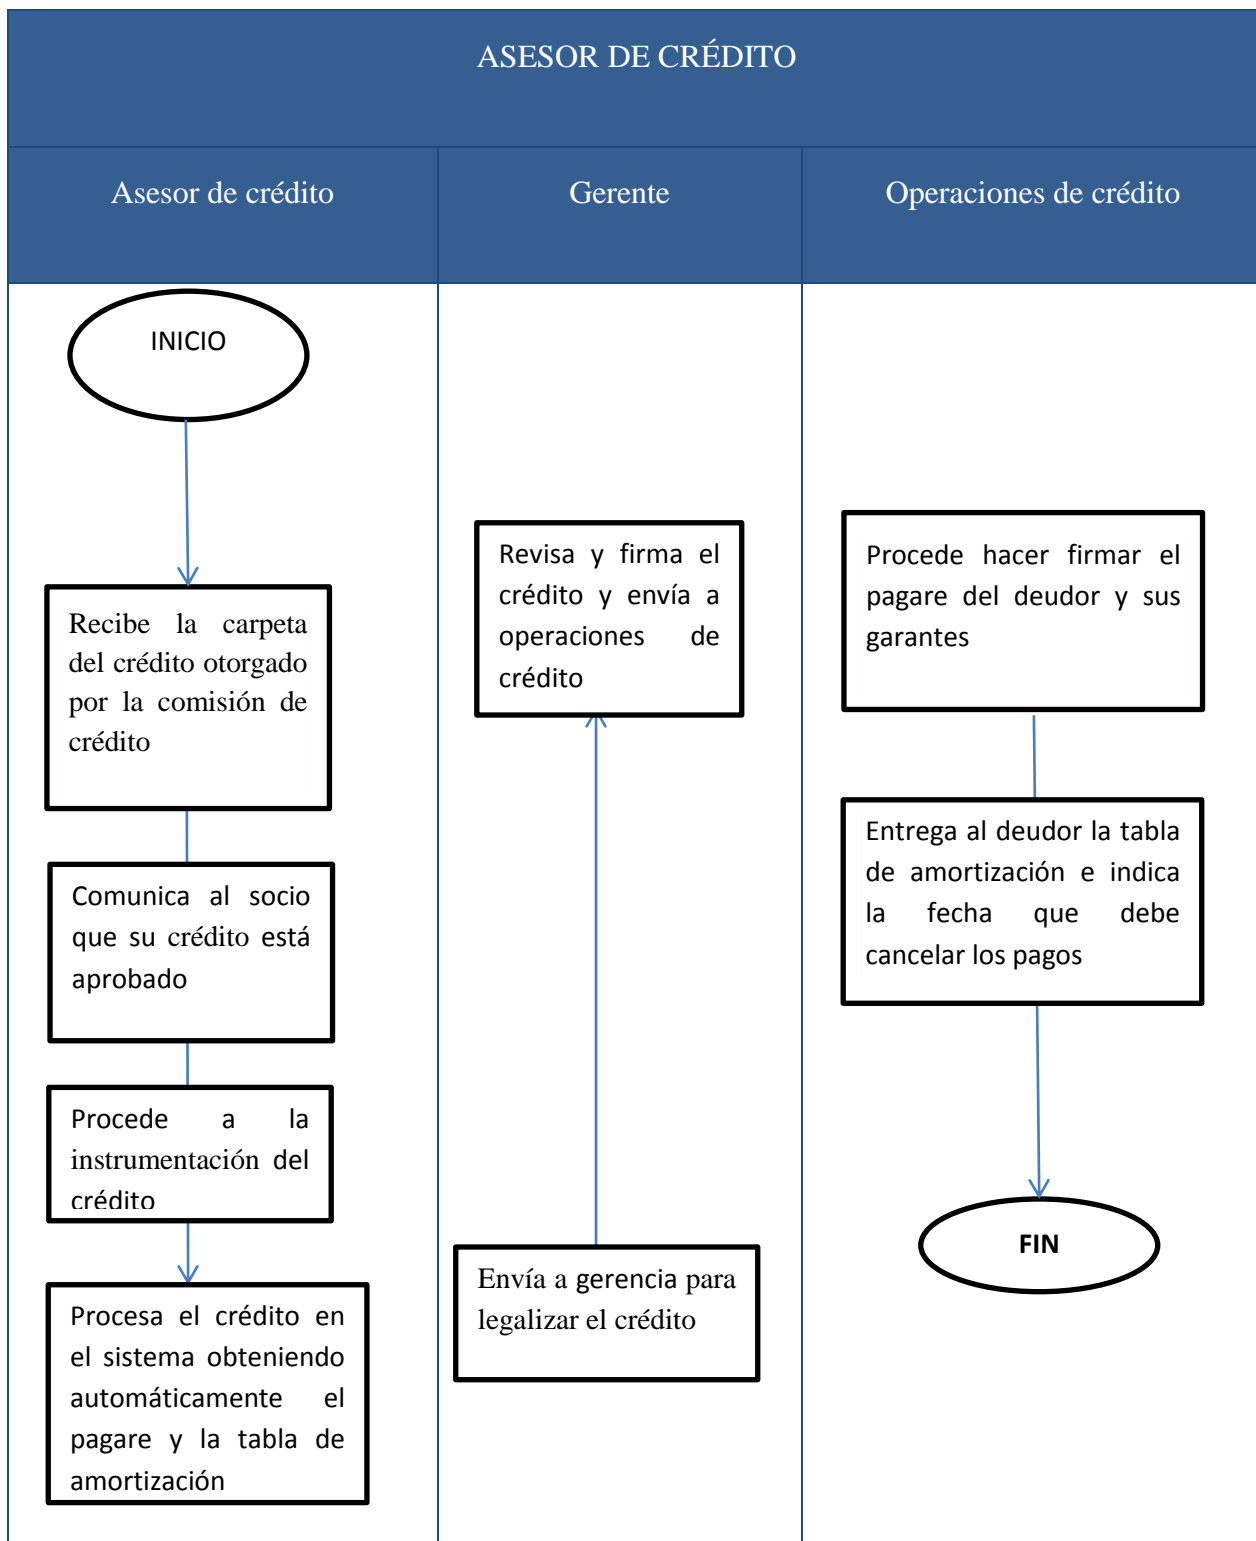 ASESOR DE CRÉDITO
Asesor de crédito
Gerente
Operaciones de crédito
INICIO
Recibe la carpeta
del crédito otorgado
por la comisión de
crédito
Comunica al socio
que su crédito está
aprobado
Procede a la
instrumentación del
crédito
Procesa el crédito en
el sistema obteniendo
automáticamente el
pagare y la tabla de
amortización
Revisa y firma el
crédito y envía a
operaciones de
crédito
Envía a gerencia para
legalizar el crédito
Procede hacer firmar el
pagare del deudor y sus
garantes
Entrega al deudor la tabla
de amortización e indica
la fecha que debe
cancelar los pagos
FIN